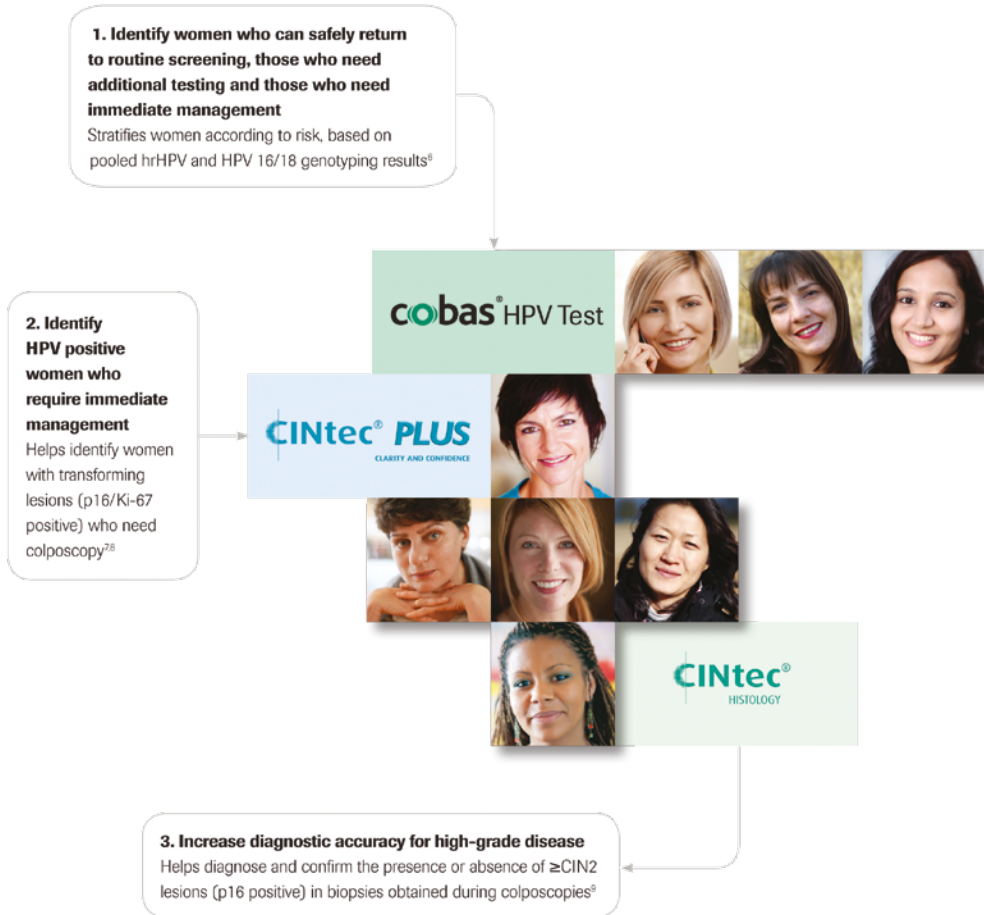 1. Identify women who can safely return
to routine screening, those who need
additional testing and those who need
immediate management
Stratifies women according to risk, based on
pooled hrHPV and HPV 16/18 genotyping results⁶
cobas® HPV Test
2. Identify
HPV positive
women who
require immediate
management
Helps identify women
with transforming
lesions (p16/Ki-67
positive) who need
colposcopy⁷,⁸
CINtec® PLUS
CLARITY AND CONFIDENCE
CINtec®
HISTOLOGY
3. Increase diagnostic accuracy for high-grade disease
Helps diagnose and confirm the presence or absence of ≥CIN2
lesions (p16 positive) in biopsies obtained during colposcopies⁹